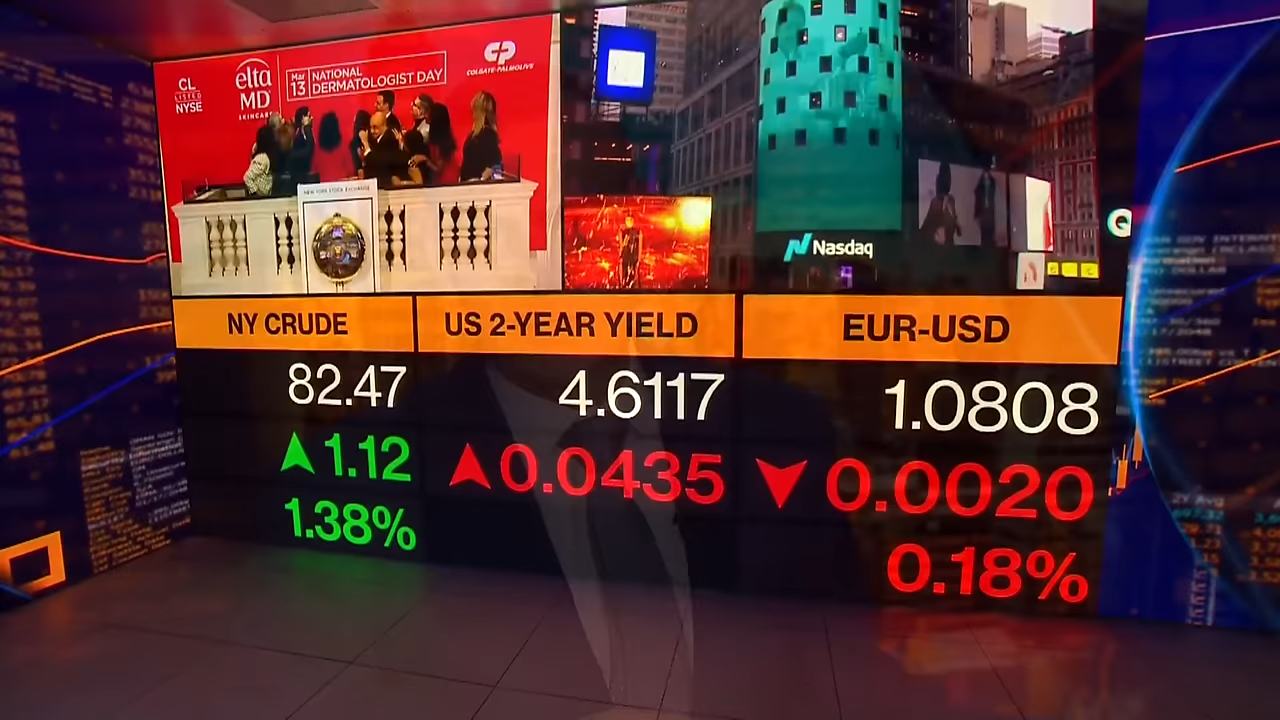 CL
LISTED
NYSE
elta
MD
SKINCARE
Mar
13
NATIONAL
DERMATOLOGIST DAY
CP
COLGATE-PALMOLIVE
NEW YORK STOCK EXCHANGE
Nasdaq
NY CRUDE
82.47
1.12
1.38%
US 2-YEAR YIELD
4.6117
0.0435
EUR-USD
1.0808
0.0020
0.18%